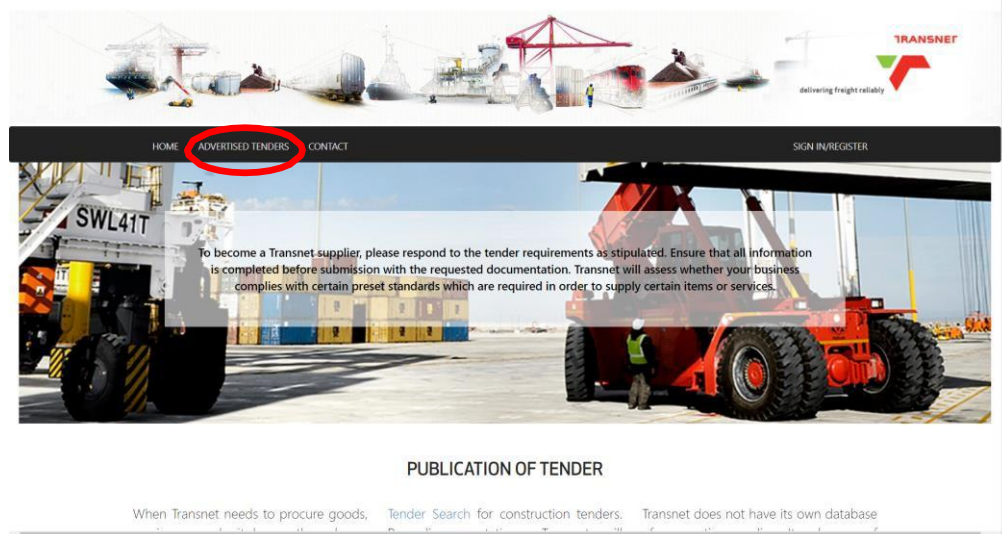 TRANSNET
delivering freight reliably
HOME ADVERTISED TENDERS CONTACT SIGN IN/REGISTER
SWL41T
To become a Transnet supplier, please respond to the tender requirements as stipulated. Ensure that all information
is completed before submission with the requested documentation. Transnet will assess whether your business
complies with certain preset standards which are required in order to supply certain items or services.
PUBLICATION OF TENDER
When Transnet needs to procure goods,
Tender Search for construction tenders.
Transnet does not have its own database